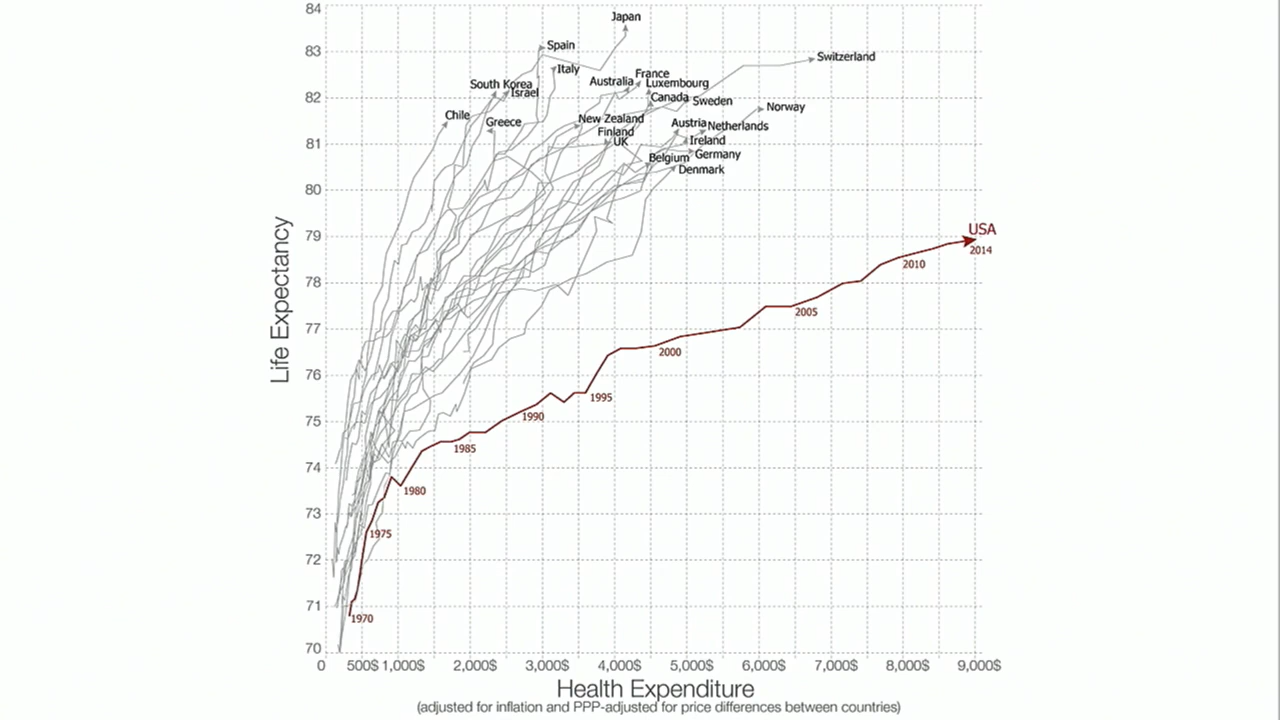 84
83
82
81
80
79
78
77
76
75
74
73
72
71
70
Life Expectancy
Japan
Spain
Switzerland
Italy
France
Australia
Luxembourg
South Korea
Israel
Canada
Sweden
Norway
Chile
Greece
New Zealand
Austria
Netherlands
Finland
UK
Ireland
Belgium
Germany
Denmark
USA
2014
2010
2005
2000
1995
1990
1985
1980
1975
1970
0 500$ 1,000$ 2,000$ 3,000$ 4,000$ 5,000$ 6,000$ 7,000$ 8,000$ 9,000$
Health Expenditure
(adjusted for inflation and PPP-adjusted for price differences between countries)